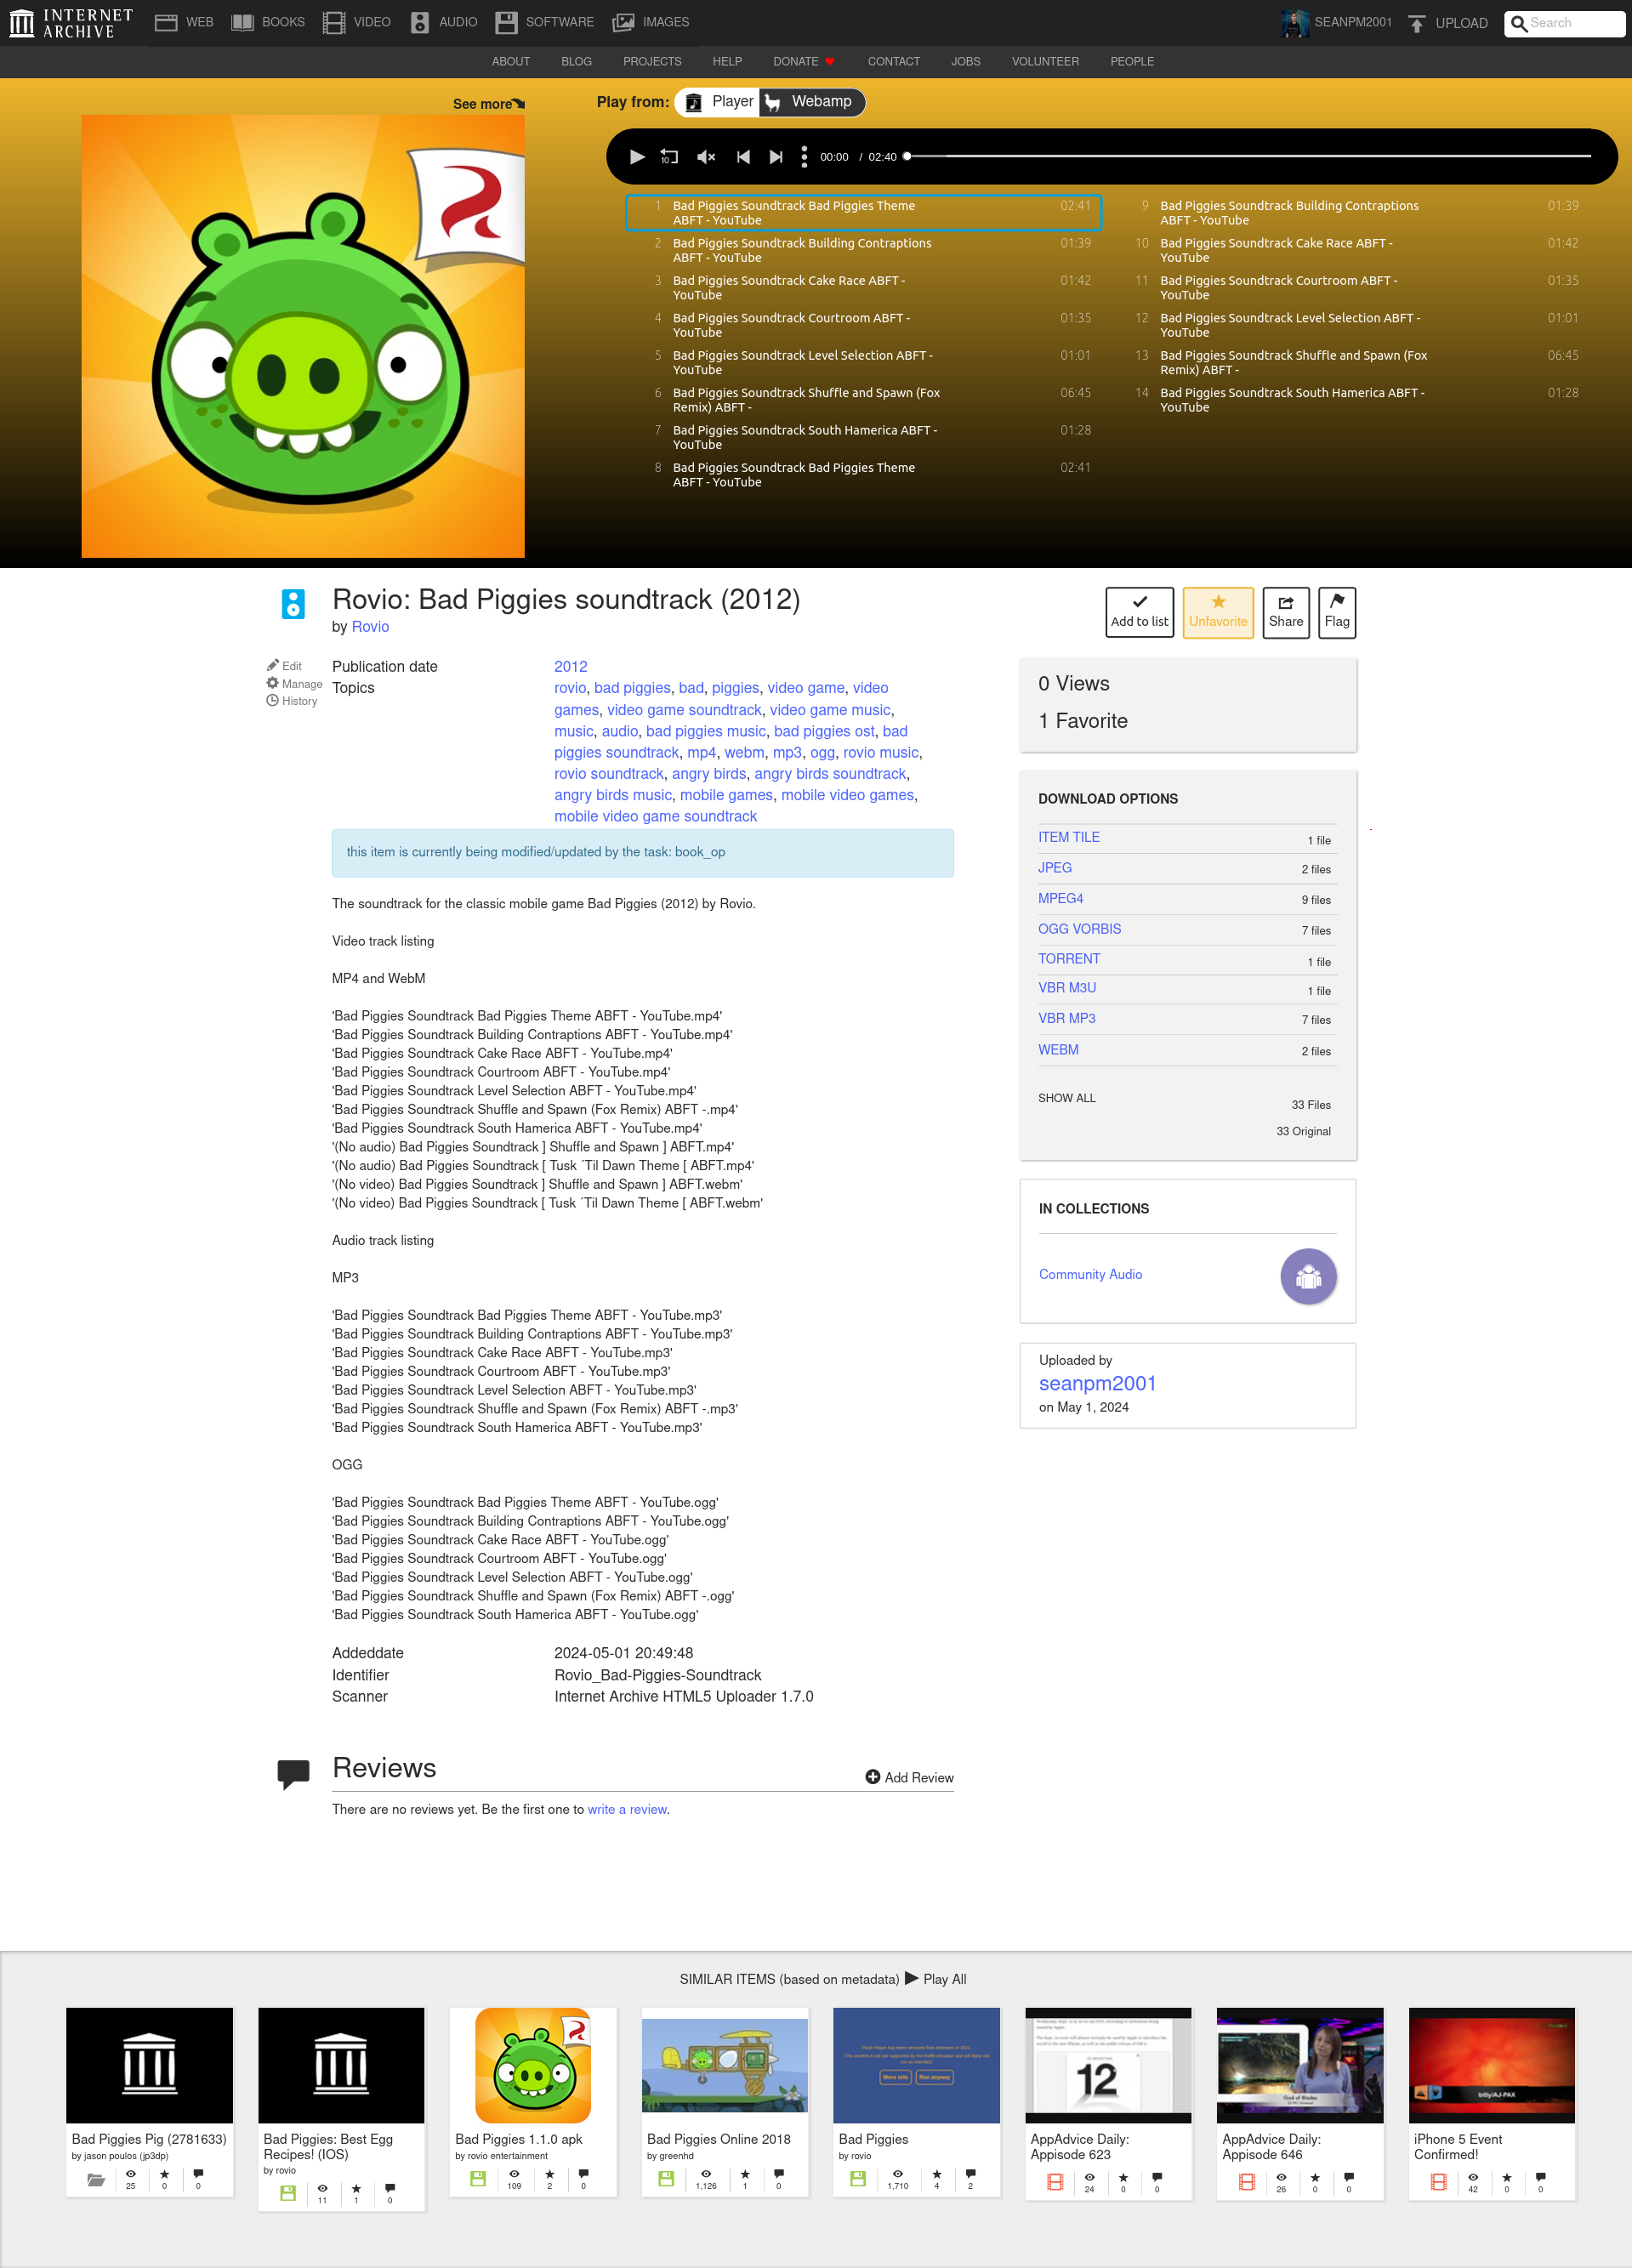 INTERNET ARCHIVE
WEB BOOKS VIDEO AUDIO SOFTWARE IMAGES SEANPM2001 UPLOAD Search
ABOUT BLOG PROJECTS HELP DONATE CONTACT JOBS VOLUNTEER PEOPLE
See more
Play from: Player Webamp
10 00:00 / 02:40
1 Bad Piggies Soundtrack Bad Piggies Theme 02:41
ABFT - YouTube
2 Bad Piggies Soundtrack Building Contraptions 01:39
ABFT - YouTube
3 Bad Piggies Soundtrack Cake Race ABFT - 01:42
YouTube
4 Bad Piggies Soundtrack Courtroom ABFT - 01:35
YouTube
5 Bad Piggies Soundtrack Level Selection ABFT - 01:01
YouTube
6 Bad Piggies Soundtrack Shuffle and Spawn (Fox 06:45
Remix) ABFT -
7 Bad Piggies Soundtrack South Hamerica ABFT - 01:28
YouTube
8 Bad Piggies Soundtrack Bad Piggies Theme 02:41
ABFT - YouTube
9 Bad Piggies Soundtrack Building Contraptions 01:39
ABFT - YouTube
10 Bad Piggies Soundtrack Cake Race ABFT - 01:42
YouTube
11 Bad Piggies Soundtrack Courtroom ABFT - 01:35
YouTube
12 Bad Piggies Soundtrack Level Selection ABFT - 01:01
YouTube
13 Bad Piggies Soundtrack Shuffle and Spawn (Fox 06:45
Remix) ABFT -
14 Bad Piggies Soundtrack South Hamerica ABFT - 01:28
YouTube
Rovio: Bad Piggies soundtrack (2012)
by Rovio
Edit
Manage
History
Publication date 2012
Topics rovio, bad piggies, bad, piggies, video game, video
games, video game soundtrack, video game music,
music, audio, bad piggies music, bad piggies ost, bad
piggies soundtrack, mp4, webm, mp3, ogg, rovio music,
rovio soundtrack, angry birds, angry birds soundtrack,
angry birds music, mobile games, mobile video games,
mobile video game soundtrack
this item is currently being modified/updated by the task: book_op
The soundtrack for the classic mobile game Bad Piggies (2012) by Rovio.
Video track listing
MP4 and WebM
'Bad Piggies Soundtrack Bad Piggies Theme ABFT - YouTube.mp4'
'Bad Piggies Soundtrack Building Contraptions ABFT - YouTube.mp4'
'Bad Piggies Soundtrack Cake Race ABFT - YouTube.mp4'
'Bad Piggies Soundtrack Courtroom ABFT - YouTube.mp4'
'Bad Piggies Soundtrack Level Selection ABFT - YouTube.mp4'
'Bad Piggies Soundtrack Shuffle and Spawn (Fox Remix) ABFT -.mp4'
'Bad Piggies Soundtrack South Hamerica ABFT - YouTube.mp4'
'(No audio) Bad Piggies Soundtrack ] Shuffle and Spawn ] ABFT.mp4'
'(No audio) Bad Piggies Soundtrack [ Tusk ´Til Dawn Theme [ ABFT.mp4'
'(No video) Bad Piggies Soundtrack ] Shuffle and Spawn ] ABFT.webm'
'(No video) Bad Piggies Soundtrack [ Tusk ´Til Dawn Theme [ ABFT.webm'
Audio track listing
MP3
'Bad Piggies Soundtrack Bad Piggies Theme ABFT - YouTube.mp3'
'Bad Piggies Soundtrack Building Contraptions ABFT - YouTube.mp3'
'Bad Piggies Soundtrack Cake Race ABFT - YouTube.mp3'
'Bad Piggies Soundtrack Courtroom ABFT - YouTube.mp3'
'Bad Piggies Soundtrack Level Selection ABFT - YouTube.mp3'
'Bad Piggies Soundtrack Shuffle and Spawn (Fox Remix) ABFT -.mp3'
'Bad Piggies Soundtrack South Hamerica ABFT - YouTube.mp3'
OGG
'Bad Piggies Soundtrack Bad Piggies Theme ABFT - YouTube.ogg'
'Bad Piggies Soundtrack Building Contraptions ABFT - YouTube.ogg'
'Bad Piggies Soundtrack Cake Race ABFT - YouTube.ogg'
'Bad Piggies Soundtrack Courtroom ABFT - YouTube.ogg'
'Bad Piggies Soundtrack Level Selection ABFT - YouTube.ogg'
'Bad Piggies Soundtrack Shuffle and Spawn (Fox Remix) ABFT -.ogg'
'Bad Piggies Soundtrack South Hamerica ABFT - YouTube.ogg'
Addeddate 2024-05-01 20:49:48
Identifier Rovio_Bad-Piggies-Soundtrack
Scanner Internet Archive HTML5 Uploader 1.7.0
Add to list Unfavorite Share Flag
0 Views
1 Favorite
DOWNLOAD OPTIONS
ITEM TILE 1 file
JPEG 2 files
MPEG4 9 files
OGG VORBIS 7 files
TORRENT 1 file
VBR M3U 1 file
VBR MP3 7 files
WEBM 2 files
SHOW ALL 33 Files
33 Original
IN COLLECTIONS
Community Audio
Uploaded by
seanpm2001
on May 1, 2024
Reviews
Add Review
There are no reviews yet. Be the first one to write a review.
SIMILAR ITEMS (based on metadata) Play All
Bad Piggies Pig (2781633)
by jason poulos (jp3dp)
25 0 0
Bad Piggies: Best Egg
Recipes! (IOS)
by rovio
11 1 0
Bad Piggies 1.1.0 apk
by rovio entertainment
109 2 0
Bad Piggies Online 2018
by greenhd
1,126 1 0
More info Run anyway
Bad Piggies
by rovio
1,710 4 2
12
AppAdvice Daily:
Appisode 623
24 0 0
God of Blades
AppAdvice Daily:
Appisode 646
26 0 0
bitly/AJ-PAX
iPhone 5 Event
Confirmed!
42 0 0